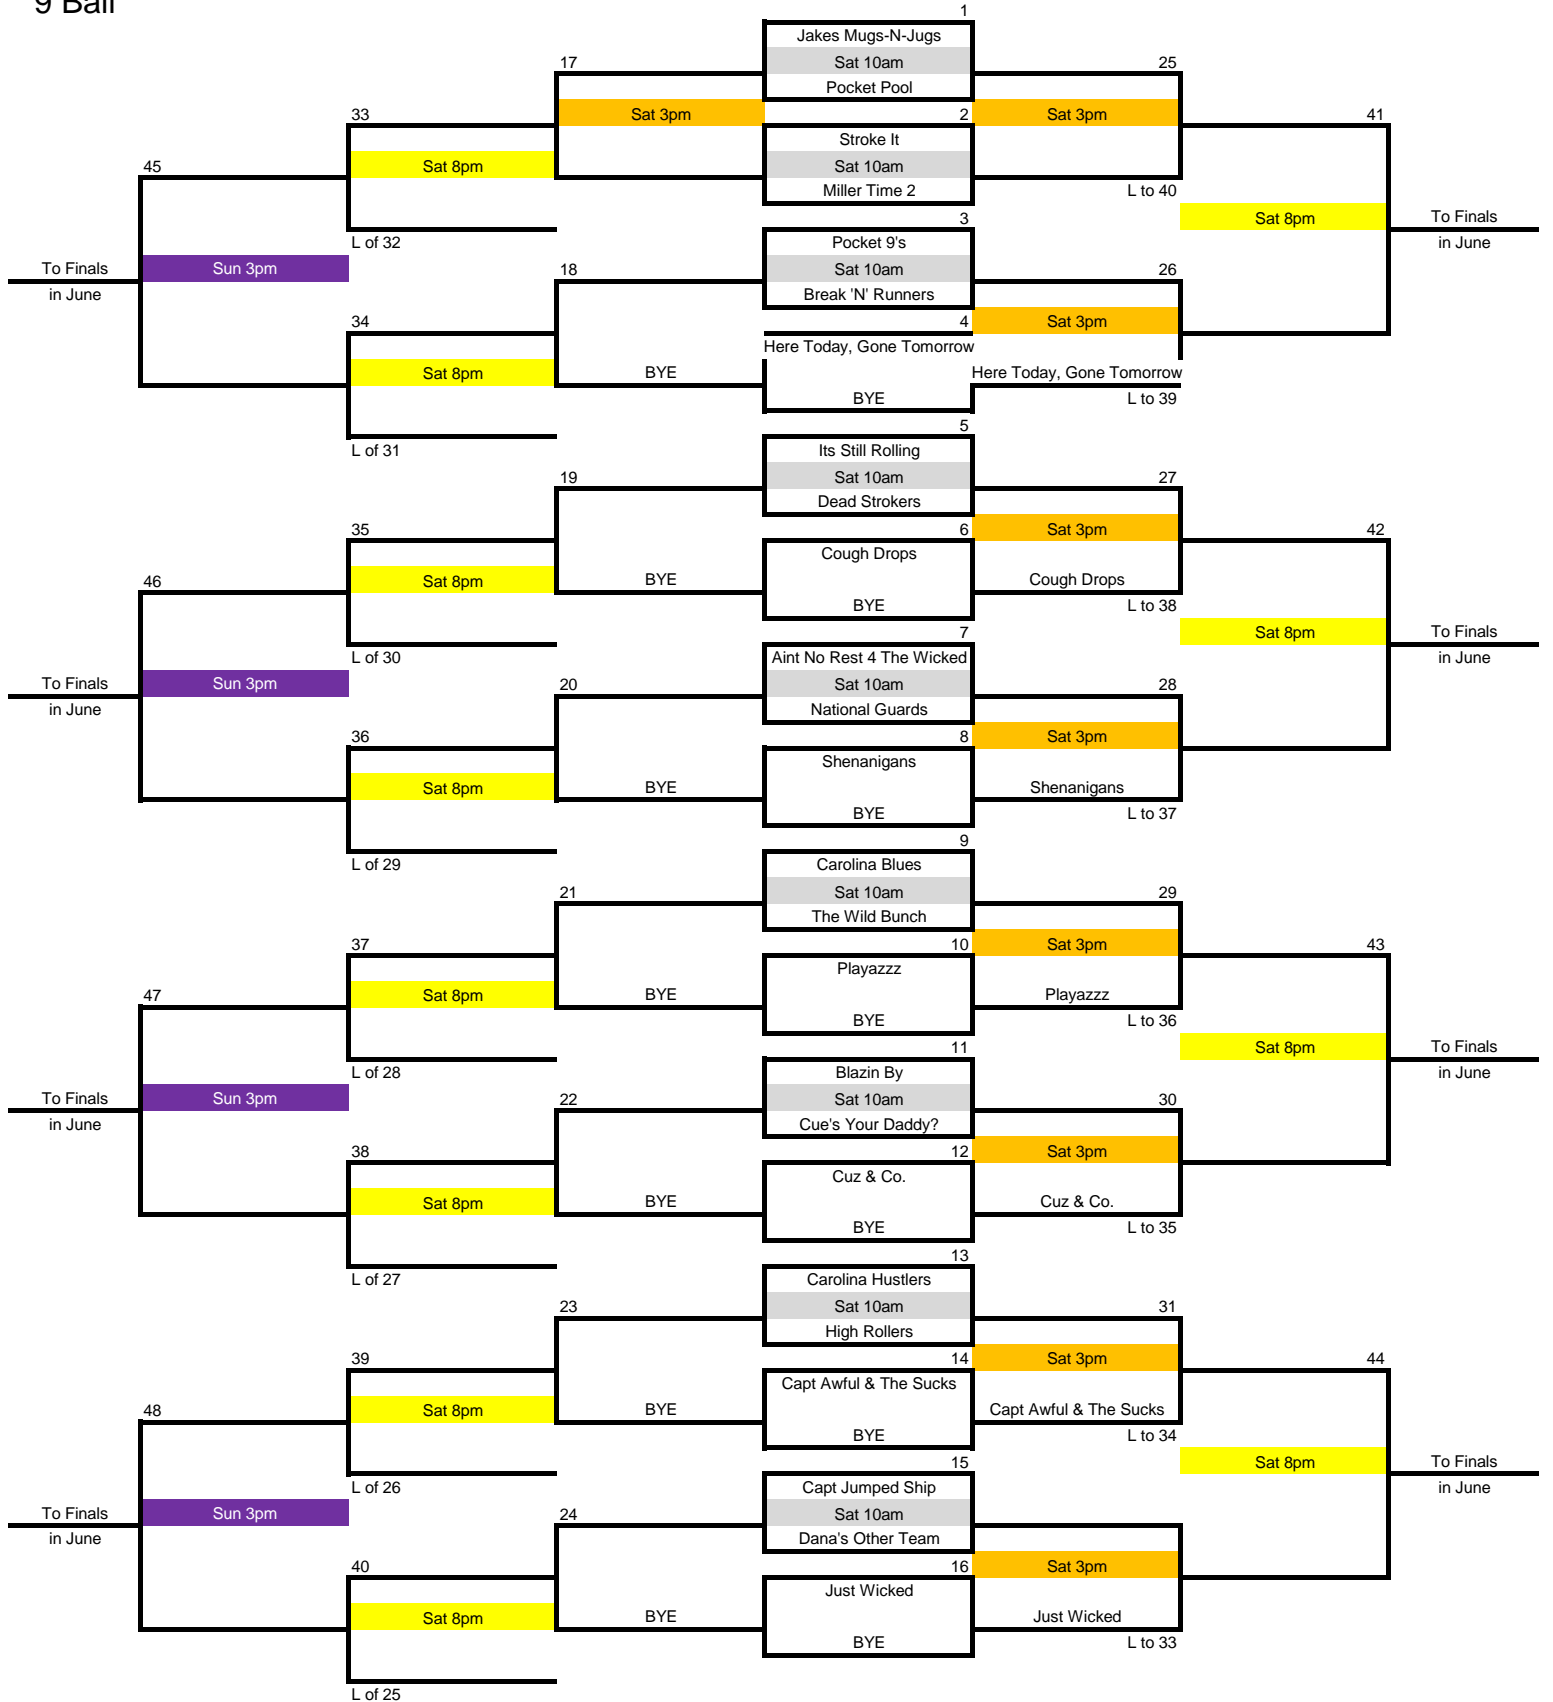 9 Ball
1
Jakes Mugs-N-Jugs
17 Sat 10am 25
Pocket Pool
33 Sat 3pm 2 Sat 3pm 41
Stroke It
45 Sat 8pm Sat 10am
Miller Time 2 L to 40
3 Sat 8pm To Finals
L of 32 Pocket 9's in June
To Finals Sun 3pm 18 Sat 10am 26
in June Break 'N' Runners
34 4 Sat 3pm
Here Today, Gone Tomorrow
Sat 8pm BYE Here Today, Gone Tomorrow
BYE L to 39
5
L of 31 Its Still Rolling
19 Sat 10am 27
Dead Strokers
35 6 Sat 3pm 42
Cough Drops
46 Sat 8pm BYE Cough Drops
BYE L to 38
7 Sat 8pm To Finals
L of 30 Aint No Rest 4 The Wicked in June
To Finals Sun 3pm 20 Sat 10am 28
in June National Guards
36 8 Sat 3pm
Shenanigans
Sat 8pm BYE Shenanigans
BYE L to 37
9
L of 29 Carolina Blues
21 Sat 10am 29
The Wild Bunch
37 10 Sat 3pm 43
Playazzz
47 Sat 8pm BYE Playazzz
BYE L to 36
11 Sat 8pm To Finals
L of 28 Blazin By in June
To Finals Sun 3pm 22 Sat 10am 30
in June Cue's Your Daddy?
38 12 Sat 3pm
Cuz & Co.
Sat 8pm BYE Cuz & Co.
BYE L to 35
13
L of 27 Carolina Hustlers
23 Sat 10am 31
High Rollers
39 14 Sat 3pm 44
Capt Awful & The Sucks
48 Sat 8pm BYE Capt Awful & The Sucks
BYE L to 34
15 Sat 8pm To Finals
L of 26 Capt Jumped Ship in June
To Finals Sun 3pm 24 Sat 10am
in June Dana's Other Team
40 16 Sat 3pm
Just Wicked
Sat 8pm BYE Just Wicked
BYE L to 33
L of 25